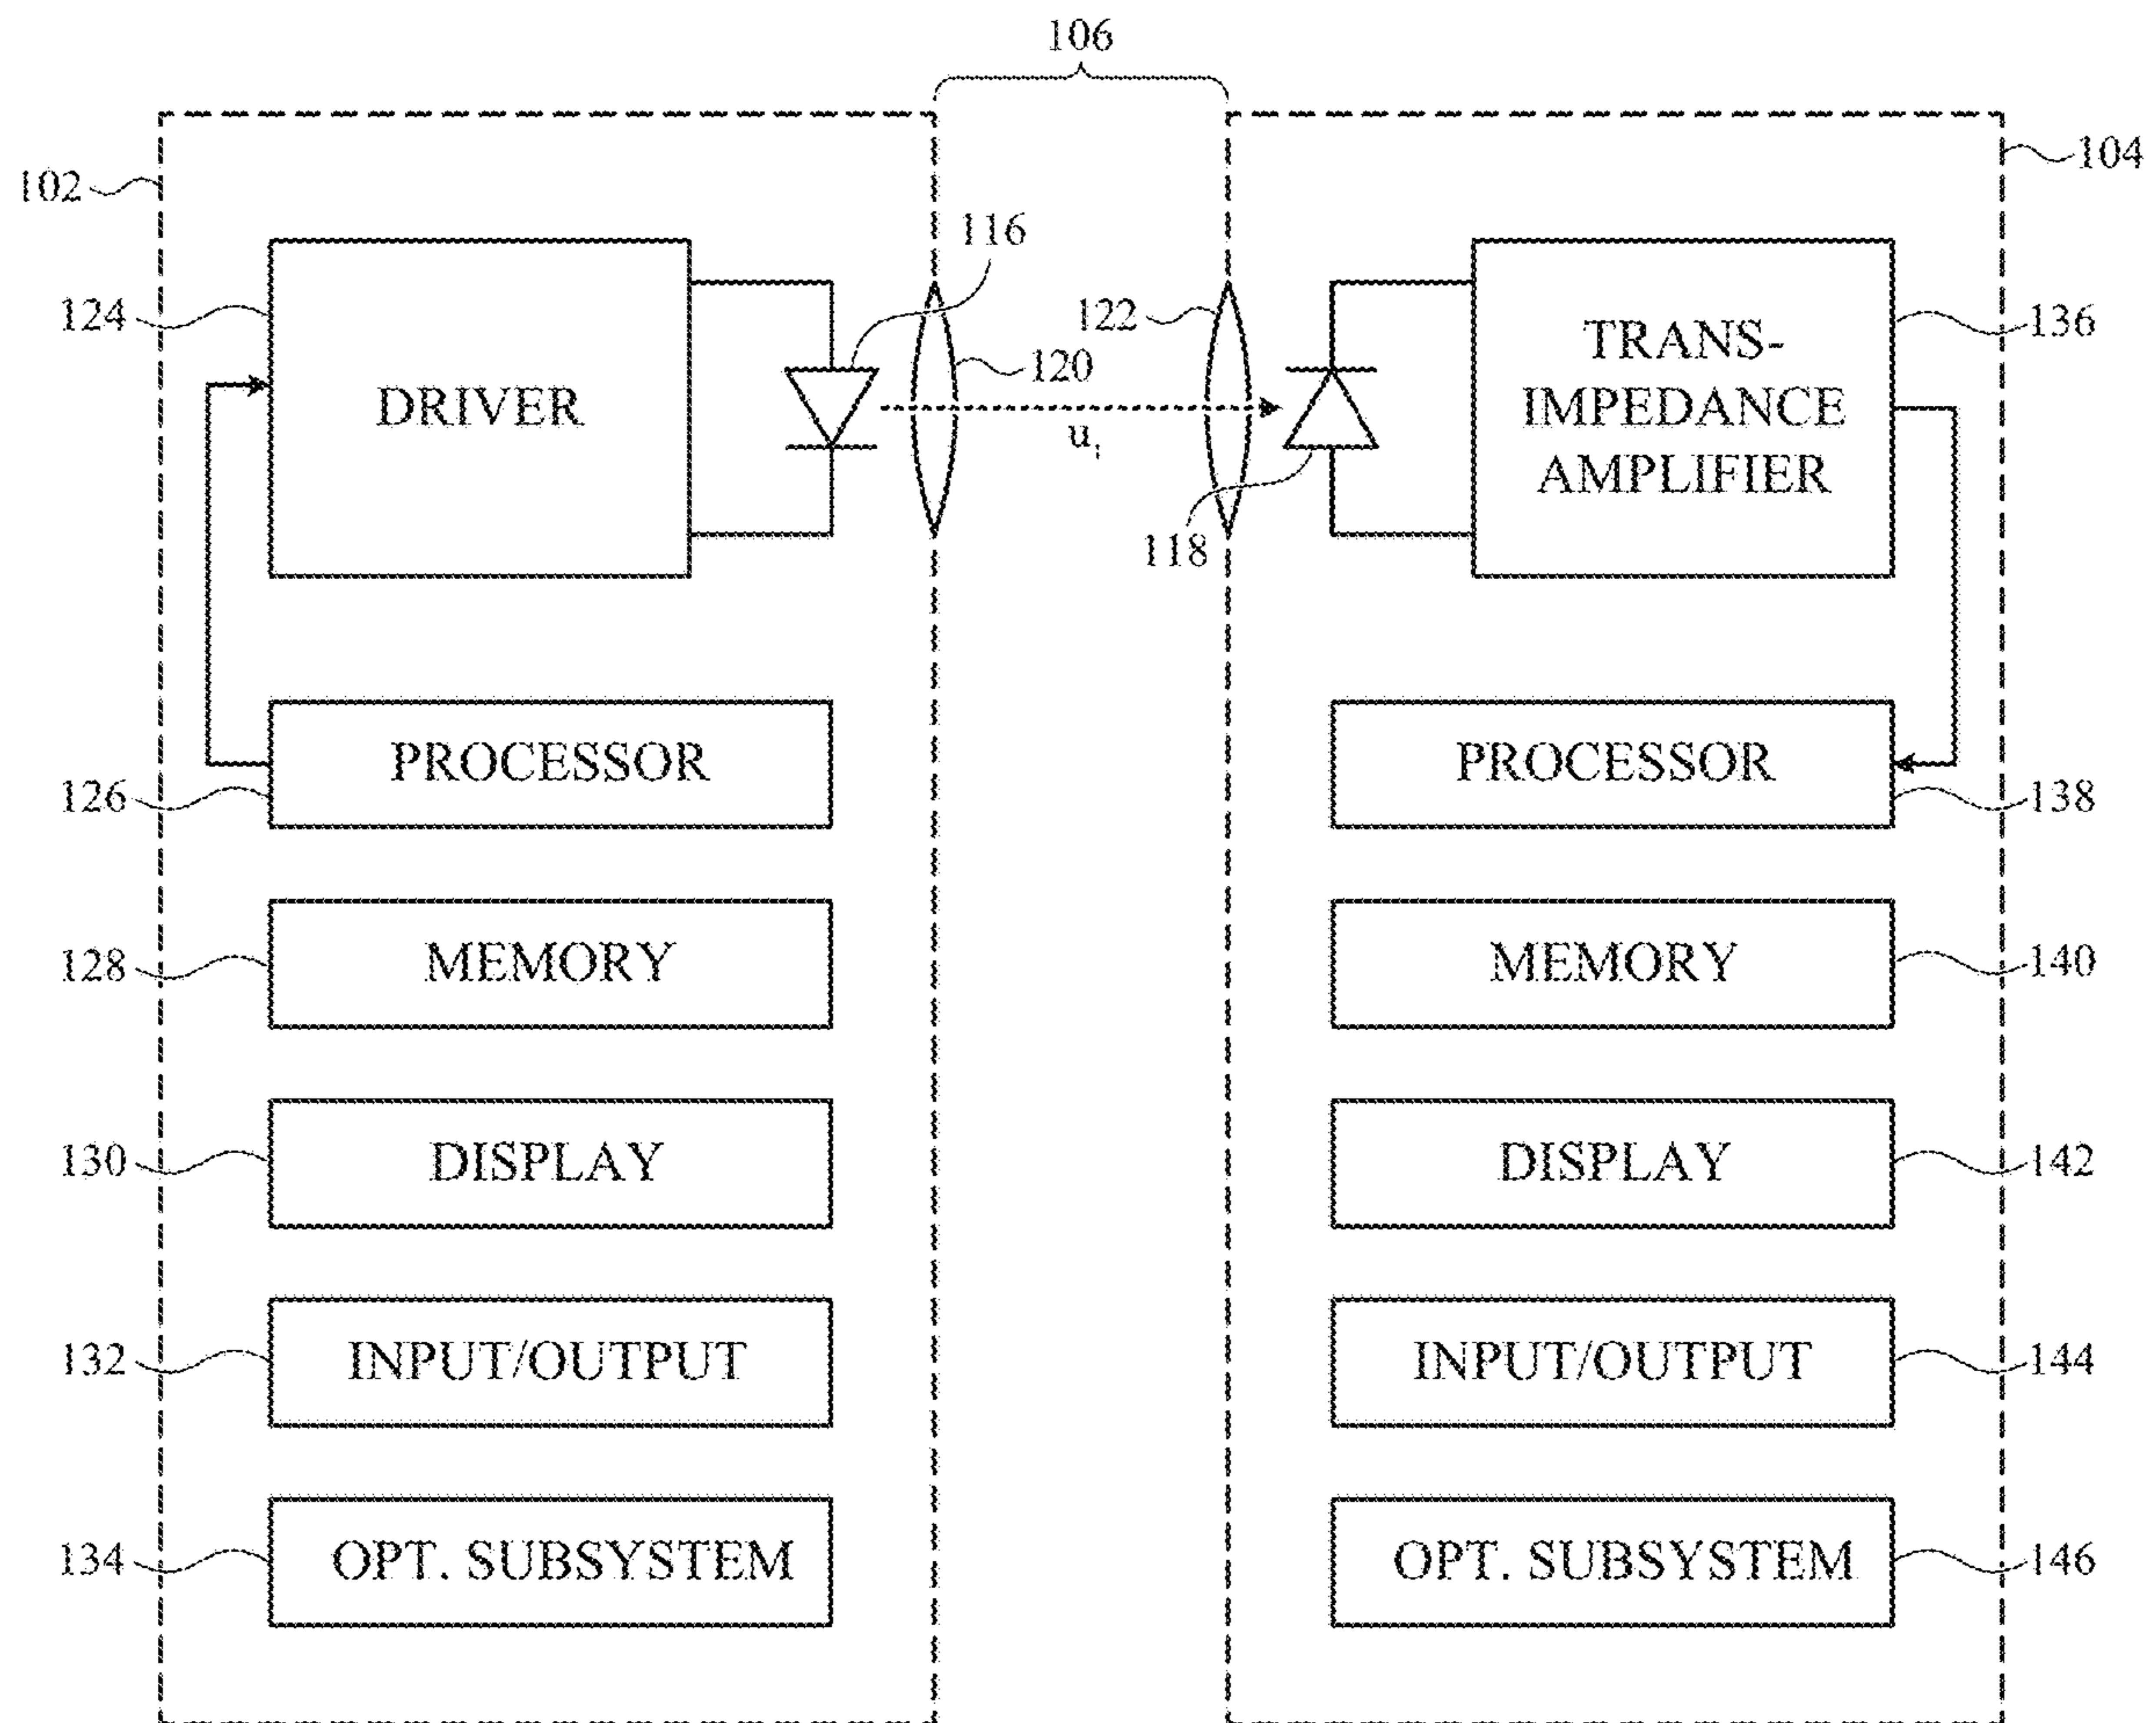 106
102
104
116
124
DRIVER
120
122
u₁
118
TRANS-
IMPEDANCE
AMPLIFIER
136
PROCESSOR
126
PROCESSOR
138
128
MEMORY
MEMORY
140
130
DISPLAY
DISPLAY
142
132
INPUT/OUTPUT
INPUT/OUTPUT
144
134
OPT. SUBSYSTEM
OPT. SUBSYSTEM
146